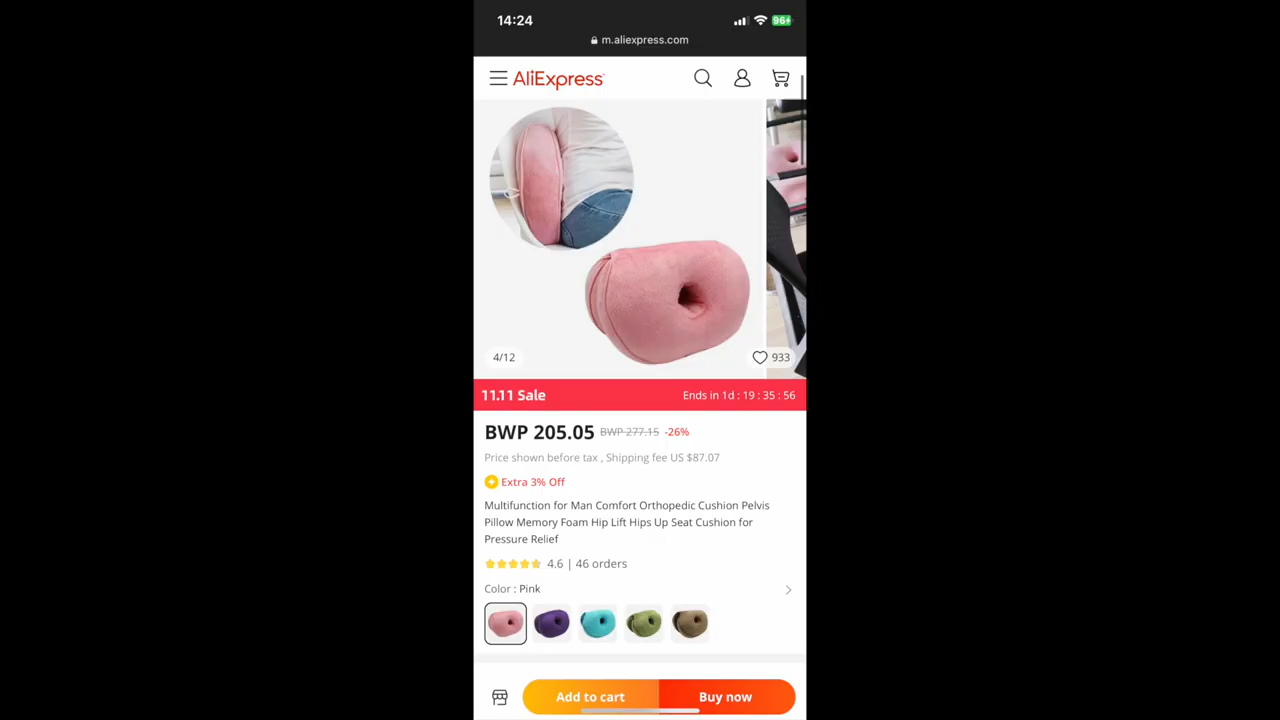 14:24
96
m.aliexpress.com
AliExpress
4/12
933
11.11 Sale
Ends in 1d : 19 : 35 : 56
BWP 205.05 BWP 277.15 -26%
Price shown before tax , Shipping fee US $87.07
Extra 3% Off
Multifunction for Man Comfort Orthopedic Cushion Pelvis
Pillow Memory Foam Hip Lift Hips Up Seat Cushion for
Pressure Relief
4.6 | 46 orders
Color : Pink
Add to cart
Buy now